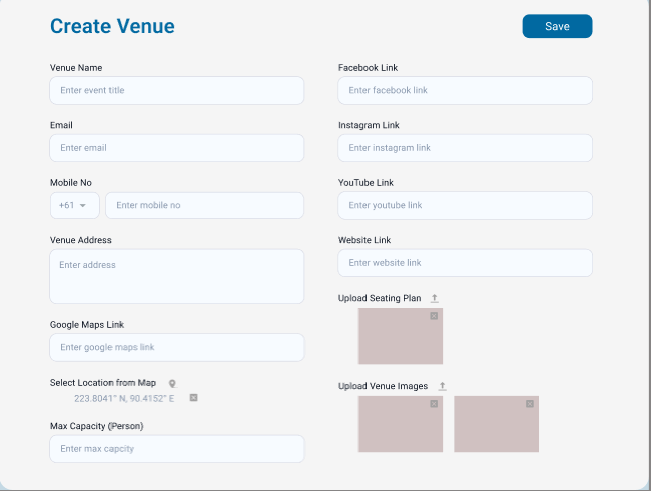 Create Venue
Save
Venue Name
Enter event title
Email
Enter email
Mobile No
+61
Enter mobile no
Venue Address
Enter address
Google Maps Link
Enter google maps link
Select Location from Map
223.8041° N, 90.4152° E
Max Capacity (Person)
Enter max capcity
Facebook Link
Enter facebook link
Instagram Link
Enter instagram link
YouTube Link
Enter youtube link
Website Link
Enter website link
Upload Seating Plan
Upload Venue Images